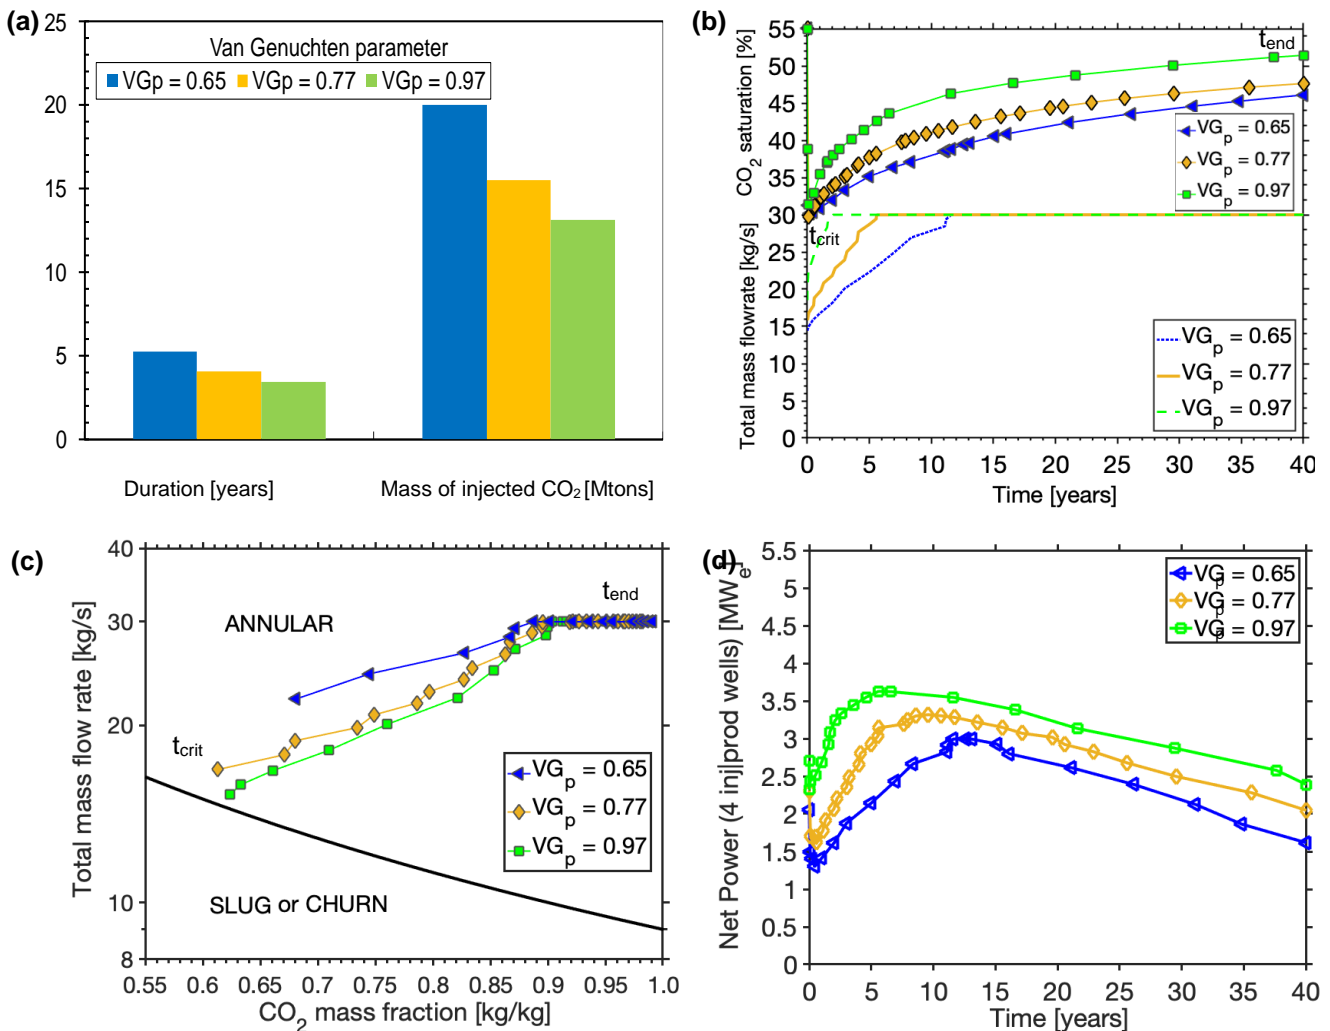 (a)
25
20
15
10
5
0
Van Genuchten parameter
VGp = 0.65 VGp = 0.77 VGp = 0.97
Duration [years] Mass of injected CO2 [Mtons]
(b)
Total mass flowrate [kg/s] CO2 saturation [%]
55
50
45
40
35
30
25
20
15
10
5
0
tend
tcrit
VGp = 0.65
VGp = 0.77
VGp = 0.97
VGp = 0.65
VGp = 0.77
VGp = 0.97
0 5 10 15 20 25 30 35 40
Time [years]
(c)
Total mass flow rate [kg/s]
40
30
20
10
8
ANNULAR
tend
tcrit
SLUG or CHURN
VGp = 0.65
VGp = 0.77
VGp = 0.97
0.55 0.6 0.65 0.7 0.75 0.8 0.85 0.9 0.95 1.0
CO2 mass fraction [kg/kg]
(d)
Net Power (4 inj|prod wells) [MWe]
5.5
5
4.5
4
3.5
3
2.5
2
1.5
1
0
VGp = 0.65
VGp = 0.77
VGp = 0.97
0 5 10 15 20 25 30 35 40
Time [years]